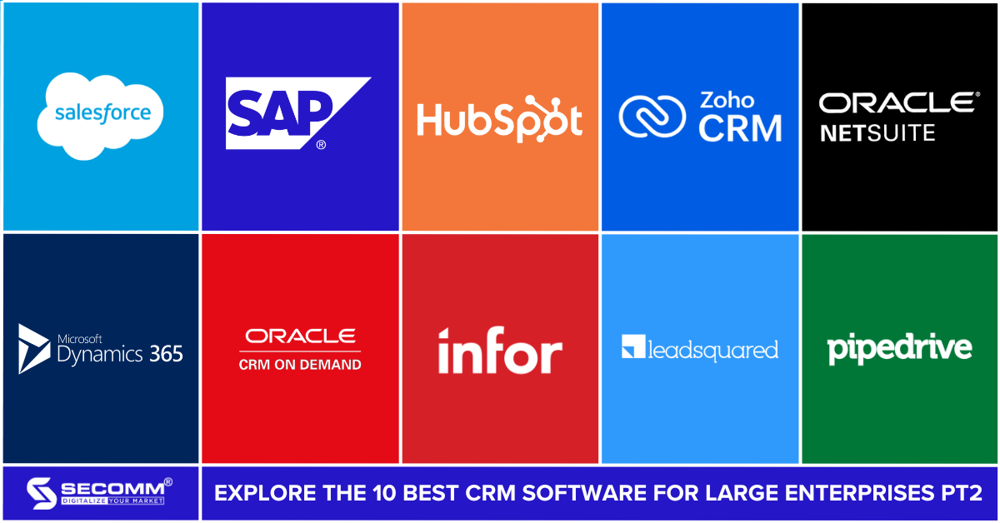 salesforce
SAP
®
HubSpot
Zoho
CRM
ORACLE®
NETSUITE
Microsoft
Dynamics 365
ORACLE
CRM ON DEMAND
infor
leadsquared
pipedrive
SECOMM®
DIGITALIZE YOUR MARKET
EXPLORE THE 10 BEST CRM SOFTWARE FOR LARGE ENTERPRISES PT2